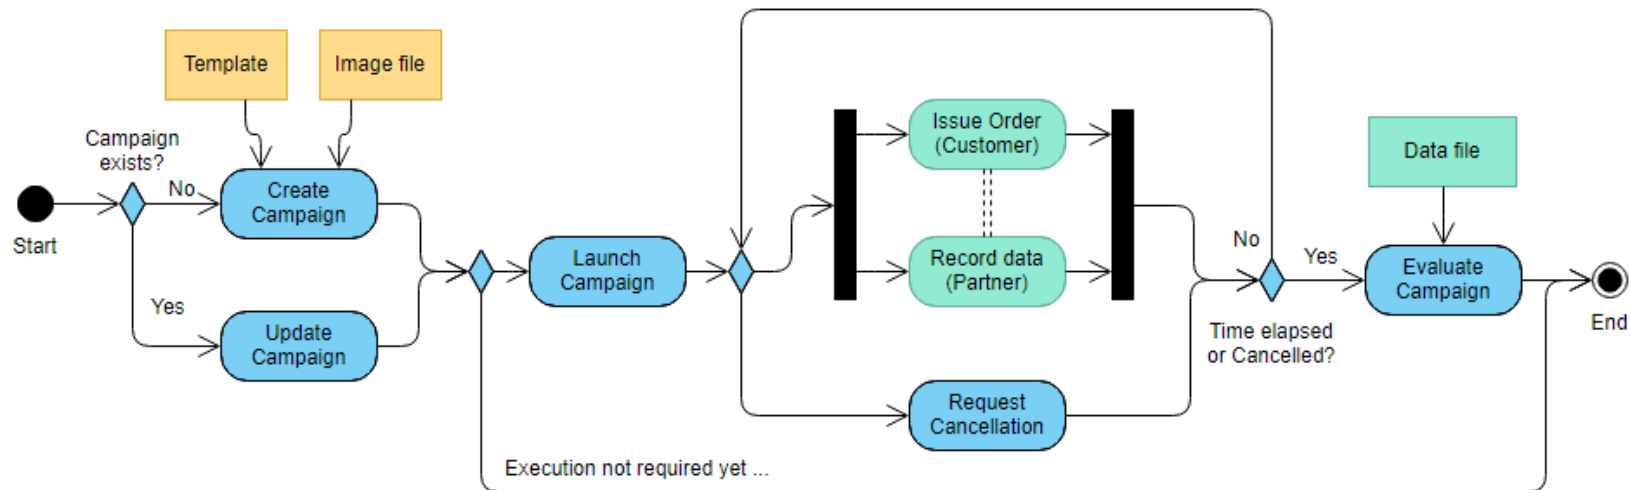 Template
Image file
Campaign
exists?
No
Create
Campaign
Start
Yes
Update
Campaign
Launch
Campaign
Issue Order
(Customer)
Record data
(Partner)
Request
Cancellation
Execution not required yet ...
No
Yes
Time elapsed
or Cancelled?
Data file
Evaluate
Campaign
End